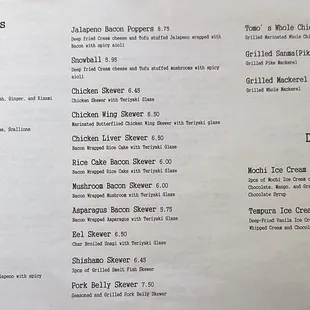 s
sh, Ginger, and Kizami
na, Scallions
lapeno with spicy
Jalapeno Bacon Poppers 8.75
Deep fried Cream cheese and Tofu stuffed Jalapeno wrapped with
Bacon with spicy aioli
Snowball 5.95
Deep fried Cream cheese and Tofu stuffed mushrooms with spicy
aioli
Chicken Skewer 6.45
Chicken Skewer with Teriyaki Glaze
Chicken Wing Skewer 6.50
Marinated Butterflied Chicken Wing Skewer with Teriyaki Glaze
Chicken Liver Skewer 6.50
Bacon Wrapped Rice Cake with Teriyaki Glaze
Rice Cake Bacon Skewer 6.00
Bacon Wrapped Rice Cake with Teriyaki Glaze
Mushroom Bacon Skewer 6.00
Bacon Wrapped Mushroom with Teriyaki Glaze
Asparagus Bacon Skewer 5.75
Bacon Wrapped Asparagus with Teriyaki Glaze
Eel Skewer 6.50
Char Broiled Unagi with Teriyaki Glaze
Shishamo Skewer 6.45
3pcs of Grilled Smelt Fish Skewer
Pork Belly Skewer 7.50
Seasoned and Grilled Pork Belly Skewer
Tomo's Whole Chi
Grilled Marinated Whole Chi
Grilled Sanma(Pik
Grilled Pike Mackerel
Grilled Mackerel
Grilled Whole Mackerel
D
Mochi Ice Cream
2pcs of Mochi Ice Cream c
Chocolate, Mango, and Gre
Chocolate Syrup
Tempura Ice Crea
Deep-Fried Vanila Ice Cre
Whipped Cream and Chocol